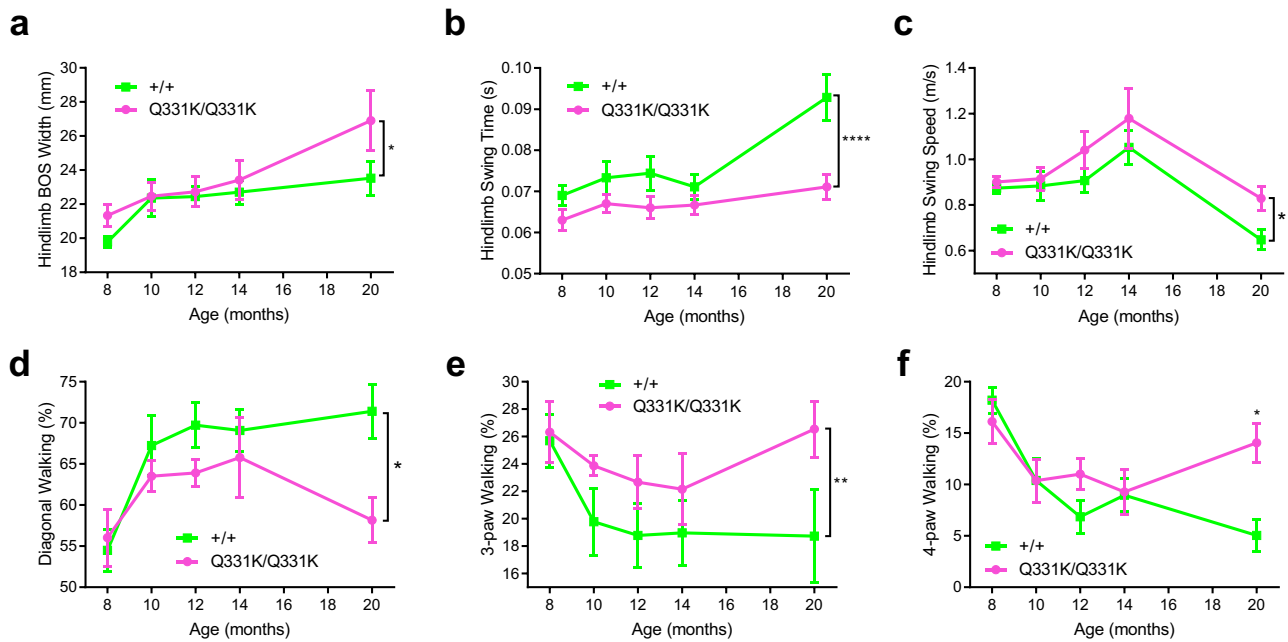 a
Hindlimb BOS Width (mm)
30
28
26
24
22
20
18
+/+
Q331K/Q331K
*
8 10 12 14 16 18 20
Age (months)
b
Hindlimb Swing Time (s)
0.10
0.09
0.08
0.07
0.06
0.05
+/+
Q331K/Q331K
****
8 10 12 14 16 18 20
Age (months)
c
Hindlimb Swing Speed (m/s)
1.4
1.2
1.0
0.8
0.6
+/+
Q331K/Q331K
*
8 10 12 14 16 18 20
Age (months)
d
Diagonal Walking (%)
75
70
65
60
55
50
+/+
Q331K/Q331K
*
8 10 12 14 16 18 20
Age (months)
e
3-paw Walking (%)
30
28
26
24
22
20
18
16
+/+
Q331K/Q331K
**
8 10 12 14 16 18 20
Age (months)
f
4-paw Walking (%)
20
15
10
5
0
*
+/+
Q331K/Q331K
8 10 12 14 16 18 20
Age (months)